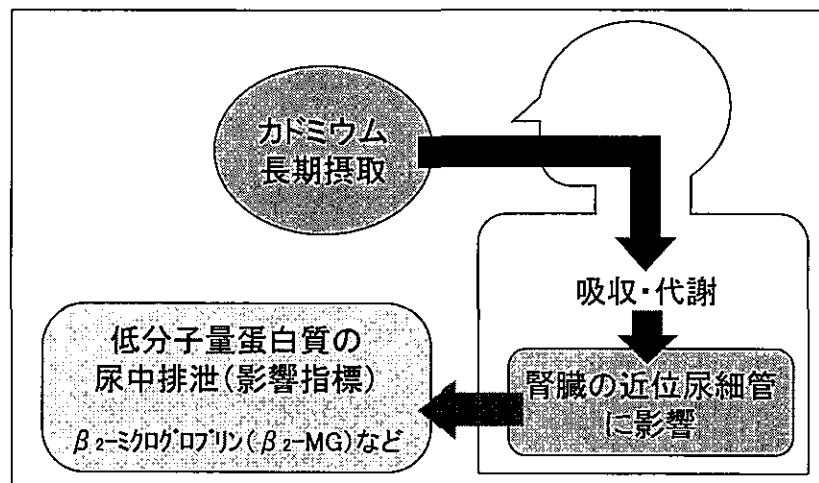 カドミウム
長期摂取
吸収・代謝
腎臓の近位尿細管
に影響
低分子量蛋白質の
尿中排泄(影響指標)
β2-ミクログロブリン(β2-MG)など